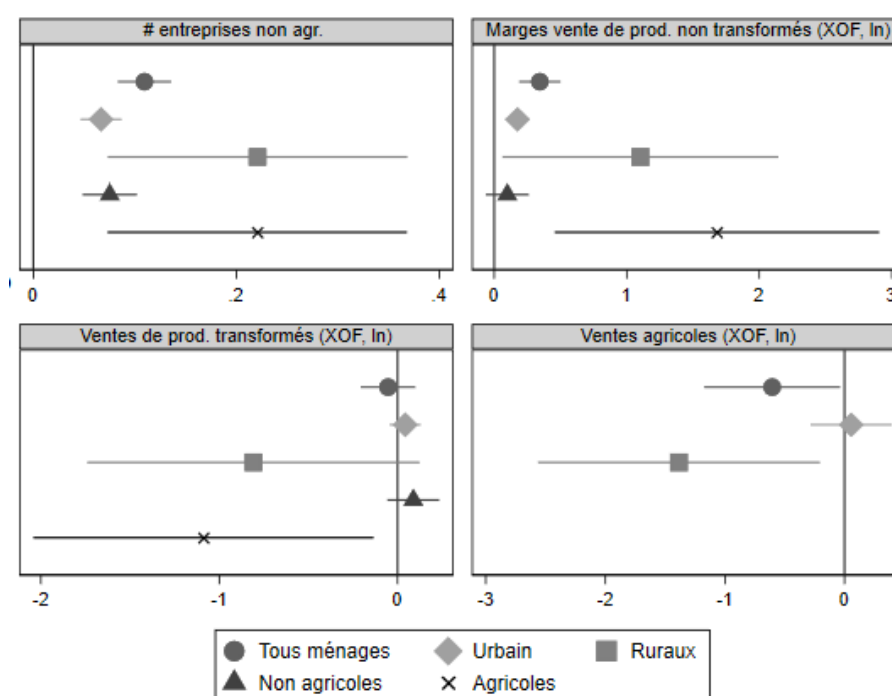 # entreprises non agr.
Marges vente de prod. non transformés (XOF, ln)
0 .2 .4
0 1 2 3
Ventes de prod. transformés (XOF, ln)
Ventes agricoles (XOF, ln)
-2 -1 0
-3 -2 -1 0
Tous ménages Urbain Ruraux
Non agricoles Agricoles